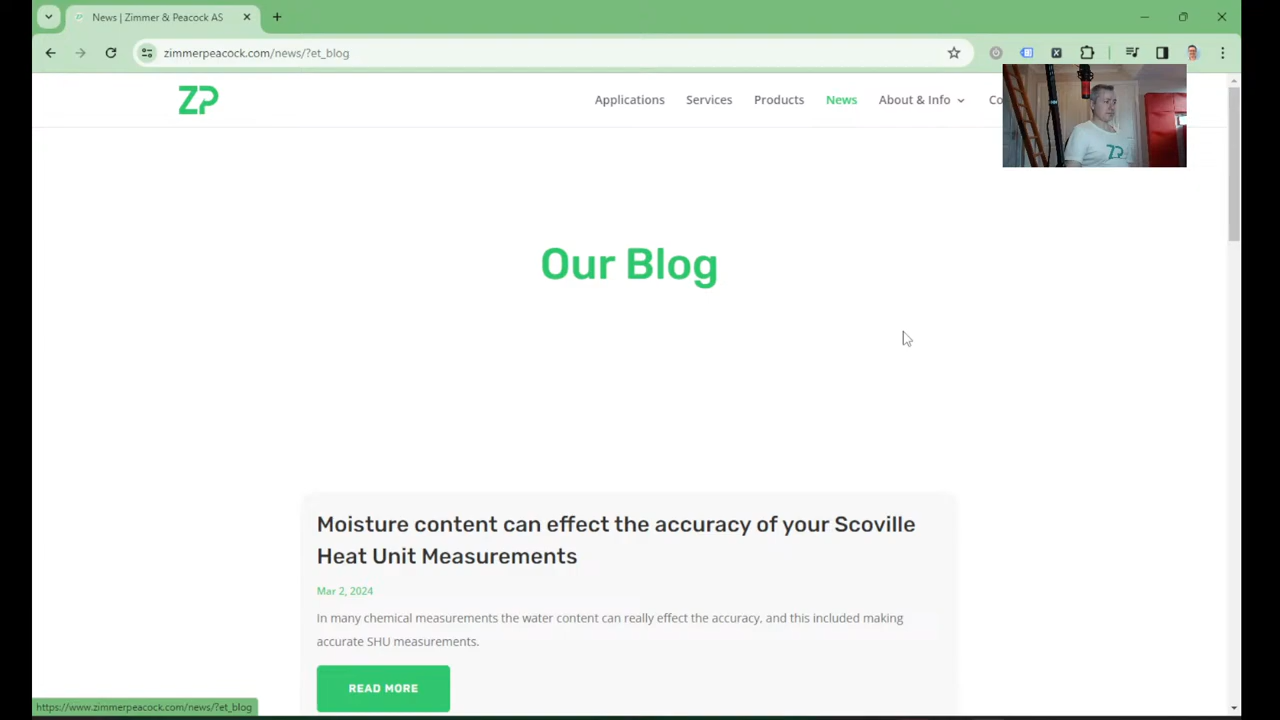 News | Zimmer & Peacock AS
zimmerpeacock.com/news/?et_blog
ZP
Applications
Services
Products
News
About & Info
Co
ZP
Our Blog
Moisture content can effect the accuracy of your Scoville
Heat Unit Measurements
Mar 2, 2024
In many chemical measurements the water content can really effect the accuracy, and this included making
accurate SHU measurements.
READ MORE
https://www.zimmerpeacock.com/news/?et_blog